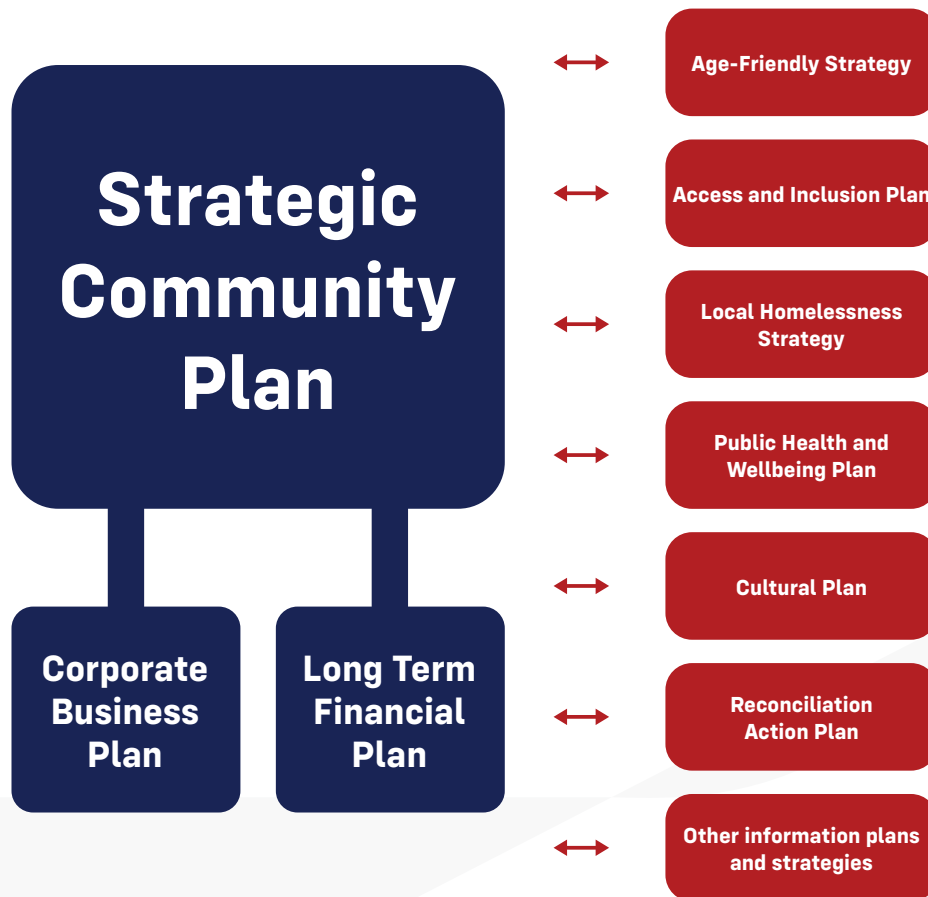 Strategic
Community
Plan
Corporate
Business
Plan
Long Term
Financial
Plan
Age-Friendly Strategy
Access and Inclusion Plan
Local Homelessness
Strategy
Public Health and
Wellbeing Plan
Cultural Plan
Reconciliation
Action Plan
Other information plans
and strategies